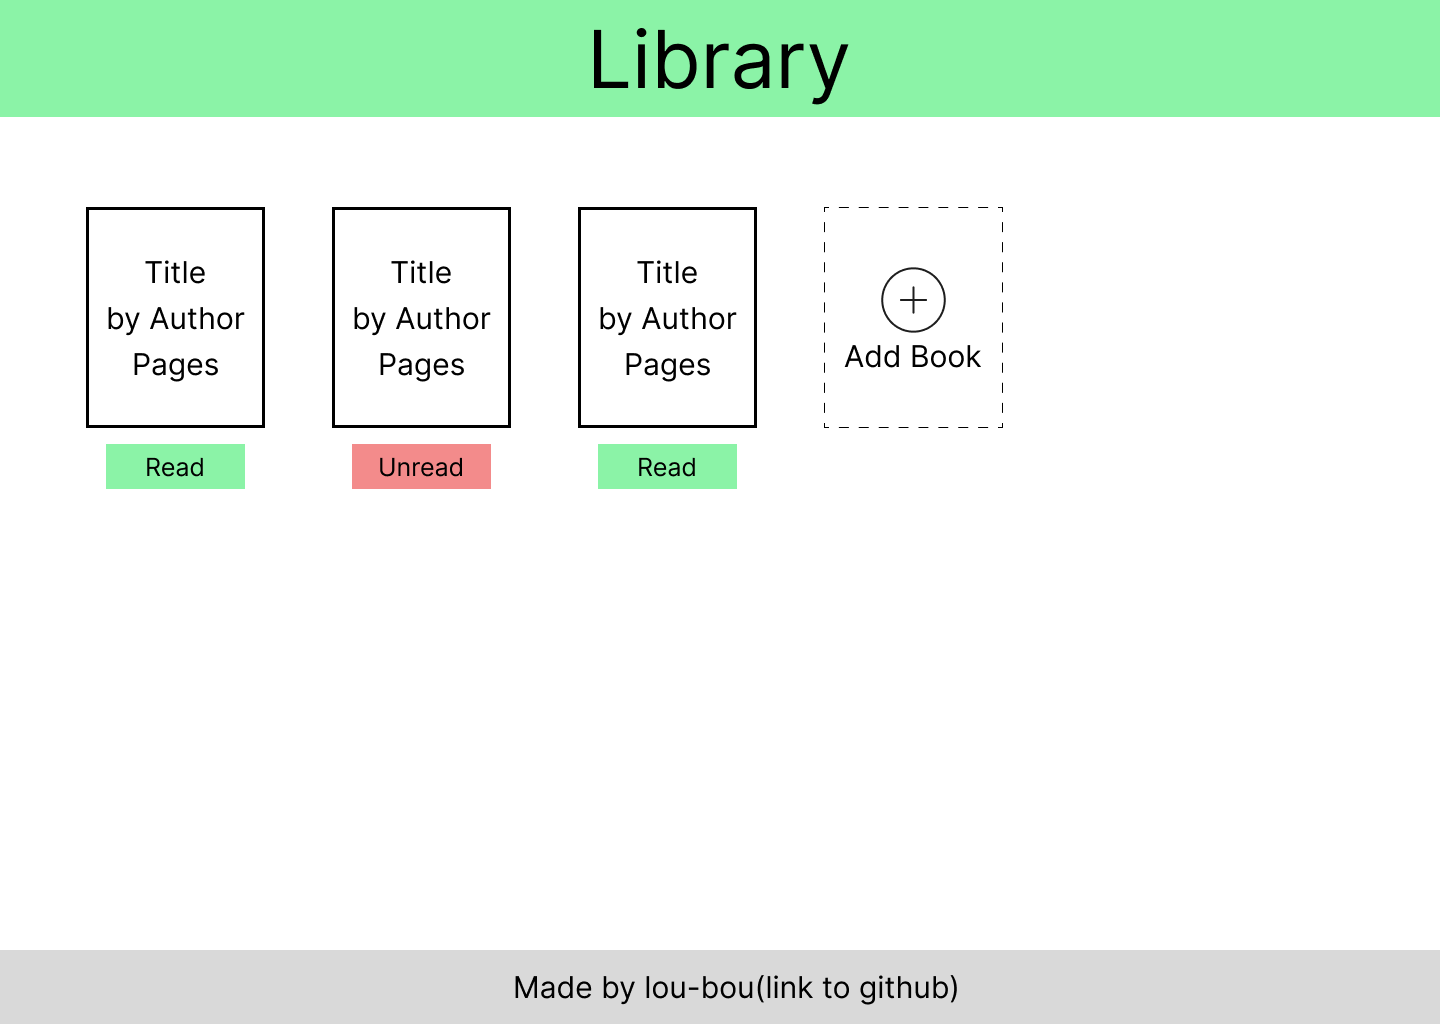 Library
Title
by Author
Pages
Read
Title
by Author
Pages
Unread
Title
by Author
Pages
Read
Add Book
Made by lou-bou(link to github)